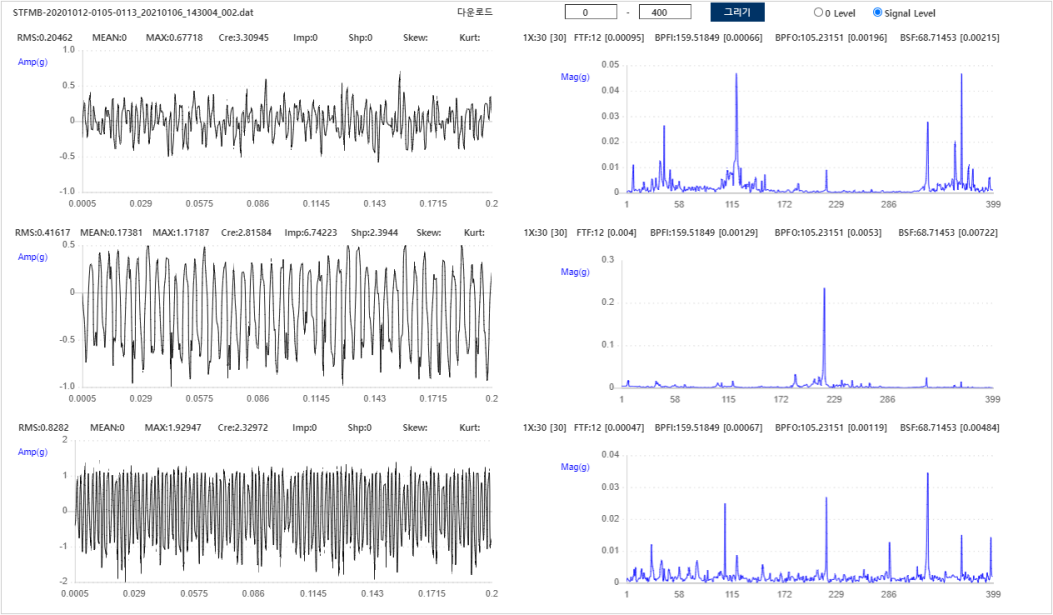 STFMB-20201012-0105-0113_20210106_143004_002.dat 다운로드 0 - 400 그리기 0 Level Signal Level
RMS:0.20462 MEAN:0 MAX:0.67718 Cre:3.30945 Imp:0 Shp:0 Skew: Kurt:
1X:30 [30] FTF:12 [0.00095] BPFI:159.51849 [0.00066] BPFO:105.23151 [0.00196] BSF:68.71453 [0.00215]
Amp(g)
1.0
0.5
0
-0.5
-1.0
0.0005 0.029 0.0575 0.086 0.1145 0.143 0.1715 0.2
Mag(g)
0.05
0.04
0.03
0.02
0.01
0
1 58 115 172 229 286 399
RMS:0.41617 MEAN:0.17381 MAX:1.17187 Cre:2.81584 Imp:6.74223 Shp:2.3944 Skew: Kurt:
1X:30 [30] FTF:12 [0.004] BPFI:159.51849 [0.00129] BPFO:105.23151 [0.0053] BSF:68.71453 [0.00722]
Amp(g)
0.5
0
-0.5
-1.0
0.0005 0.029 0.0575 0.086 0.1145 0.143 0.1715 0.2
Mag(g)
0.3
0.2
0.1
0
1 58 115 172 229 286 399
RMS:0.8282 MEAN:0 MAX:1.92947 Cre:2.32972 Imp:0 Shp:0 Skew: Kurt:
1X:30 [30] FTF:12 [0.00047] BPFI:159.51849 [0.00067] BPFO:105.23151 [0.00119] BSF:68.71453 [0.00484]
Amp(g)
2
1
0
-1
-2
0.0005 0.029 0.0575 0.086 0.1145 0.143 0.1715 0.2
Mag(g)
0.04
0.03
0.02
0.01
0
1 58 115 172 229 286 399